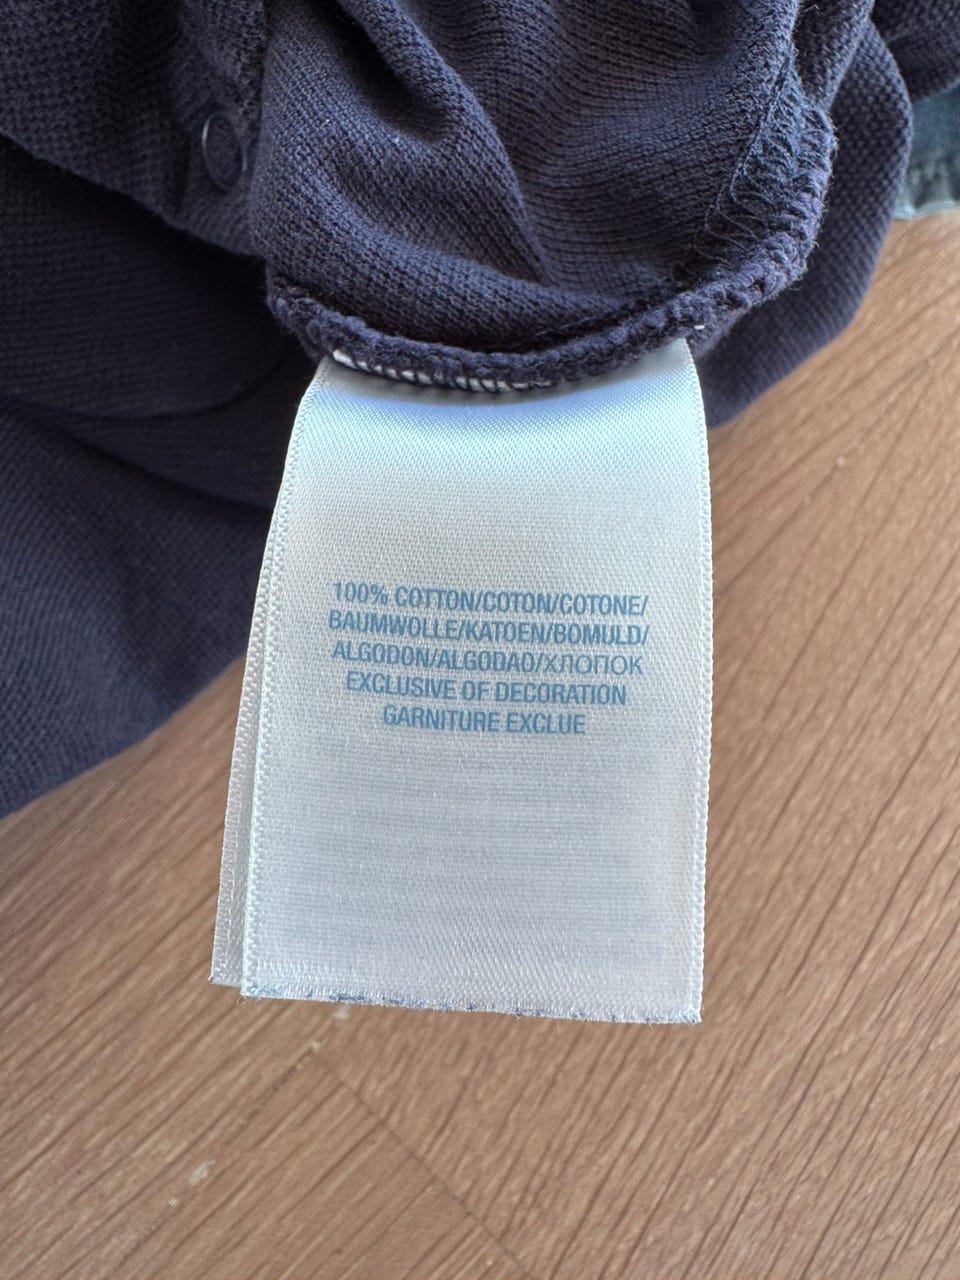 100% COTTON/COTON/COTONE/
BAUMWOLLE/KATOEN/BOMULD/
ALGODON/ALGODAO/ХЛОПОК
EXCLUSIVE OF DECORATION
GARNITURE EXCLUE